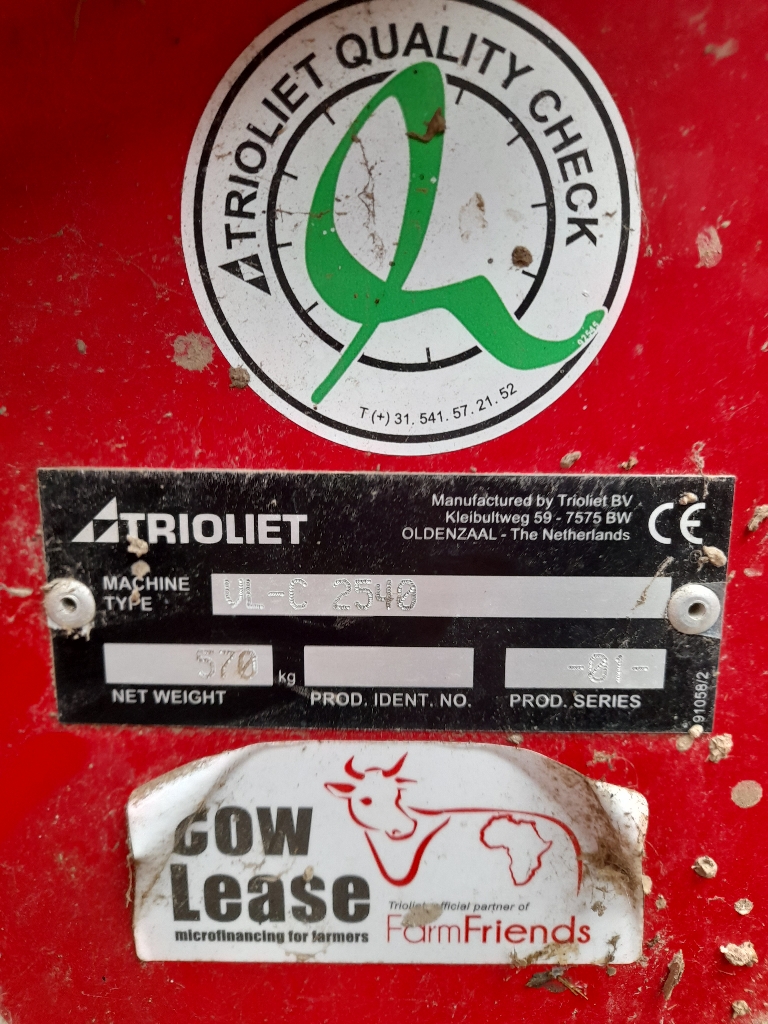 TRIOLIET QUALITY CHECK
92545
T (+) 31. 541. 57. 21. 52
TRIOLIET
Manufactured by Trioliet BV
Kleibultweg 59 - 7575 BW
OLDENZAAL - The Netherlands
CE
MACHINE TYPE
VL-C 2540
570 kg
-01-
NET WEIGHT
PROD. IDENT. NO.
PROD. SERIES
91058/2
cow
Lease
microfinancing for farmers
Trioliet official partner of
FarmFriends